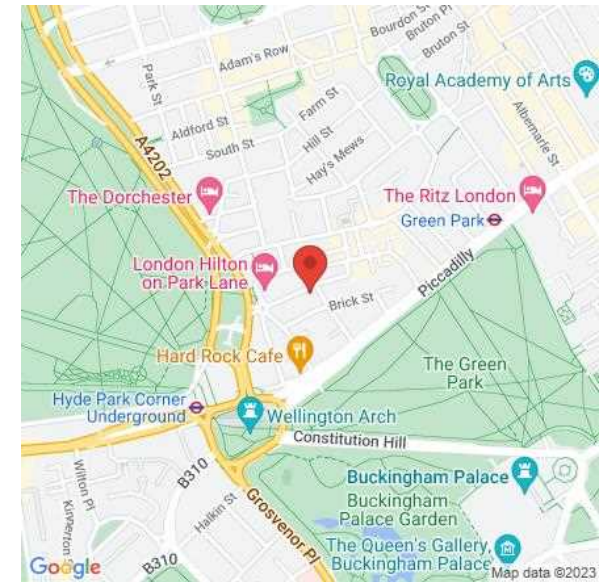 Bourdon St
Bruton Pl
Bruton St
Adam's Row
Park St
Royal Academy of Arts
Farm St
Albemarle St
Aldford St
Hill St
South St
A4202
Hay's Mews
The Dorchester
The Ritz London
Green Park
London Hilton
on Park Lane
Piccadilly
Brick St
Hard Rock Cafe
The Green
Park
Hyde Park Corner
Underground
Wellington Arch
Constitution Hill
Wilton Pl
B310
Buckingham Palace
Kinnerton
Halkin St
Grosvenor Pl
Buckingham
Palace Garden
The Queen's Gallery,
Buckingham Palace
B310
Google
Map data ©2023